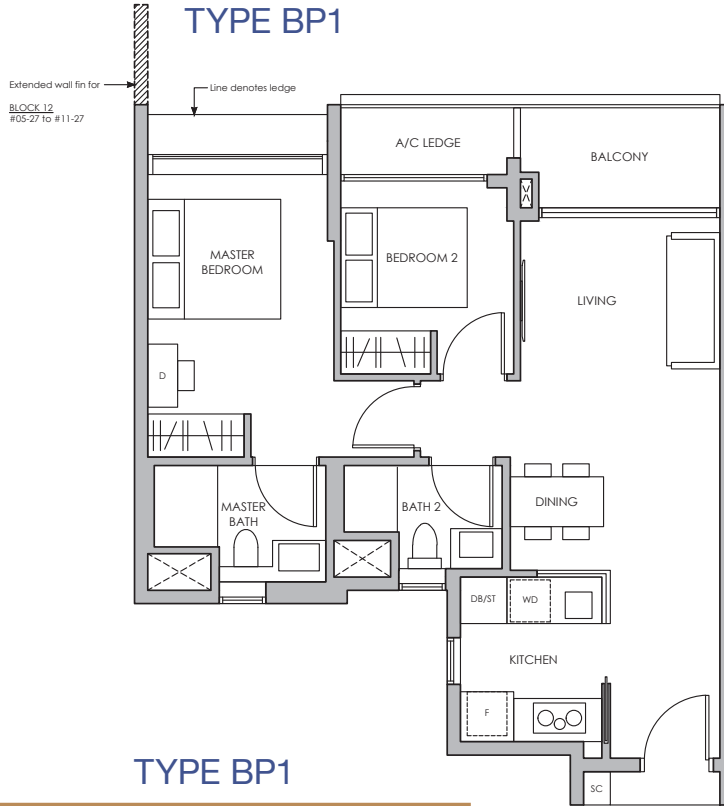 TYPE BP1
Extended wall fin for
BLOCK 12
#05-27 to #11-27
Line denotes ledge
A/C LEDGE
BALCONY
MASTER
BEDROOM
BEDROOM 2
LIVING
D
MASTER
BATH
BATH 2
DINING
DB/ST
WD
KITCHEN
F
SC
TYPE BP1